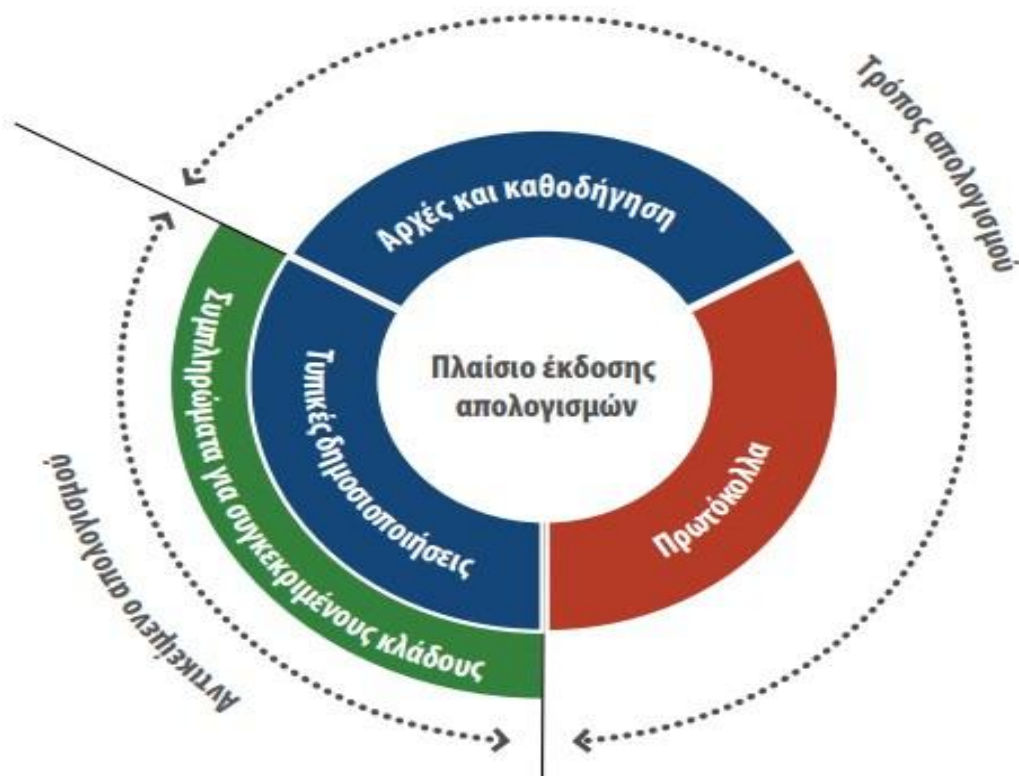 Τρόπος απολογισμού
Αρχές και καθοδήγηση
Πλαίσιο έκδοσης
απολογισμών
Τυπικές δημοσιοποιήσεις
Συμπληρώματα για συγκεκριμένους κλάδους
Πρωτόκολλα
Αντικείμενο απολογισμού